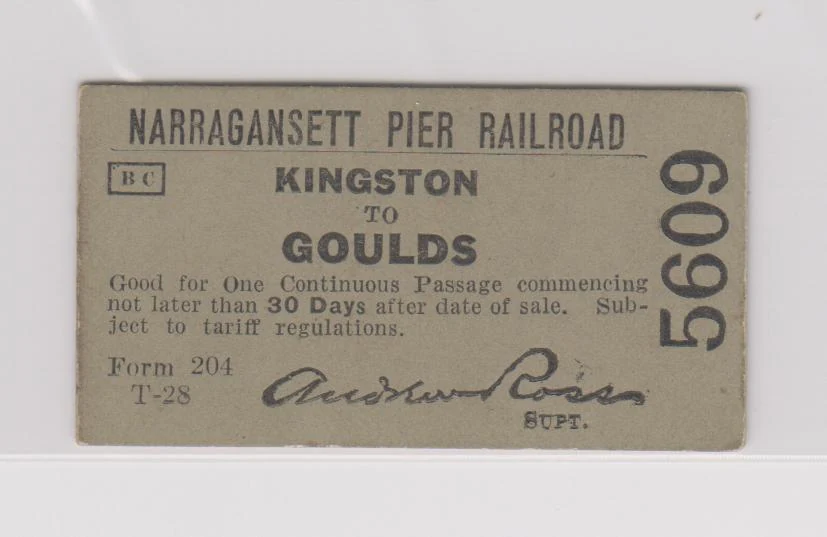 NARRAGANSETT PIER RAILROAD
B C
KINGSTON
TO
GOULDS
Good for One Continuous Passage commencing
not later than 30 Days after date of sale. Sub-
ject to tariff regulations.
Form 204
T-28
Andrew Ross
SUPT.
5609